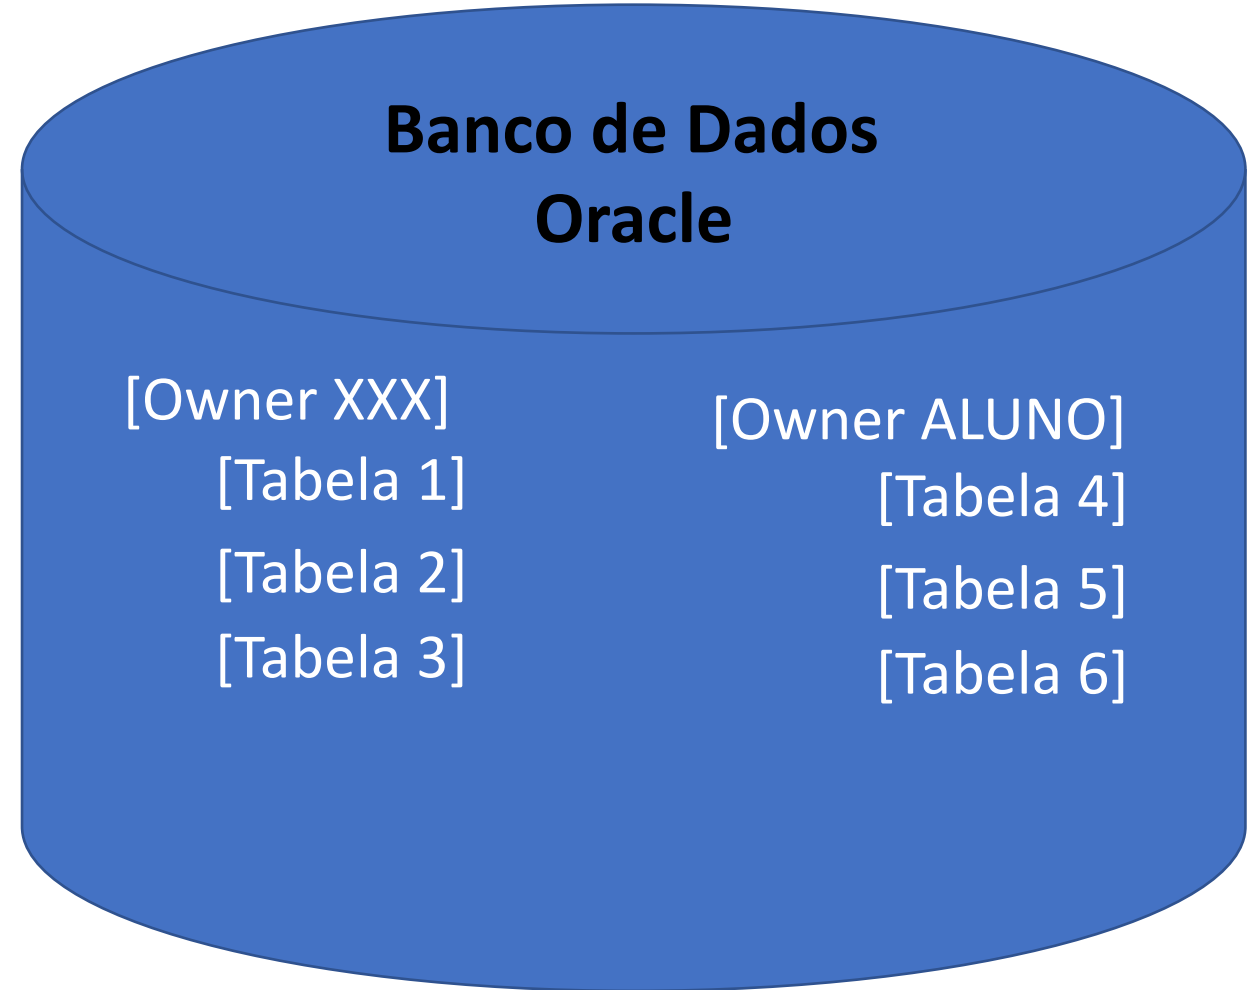 Banco de Dados
Oracle
[Owner XXX]
[Tabela 1]
[Tabela 2]
[Tabela 3]
[Owner ALUNO]
[Tabela 4]
[Tabela 5]
[Tabela 6]